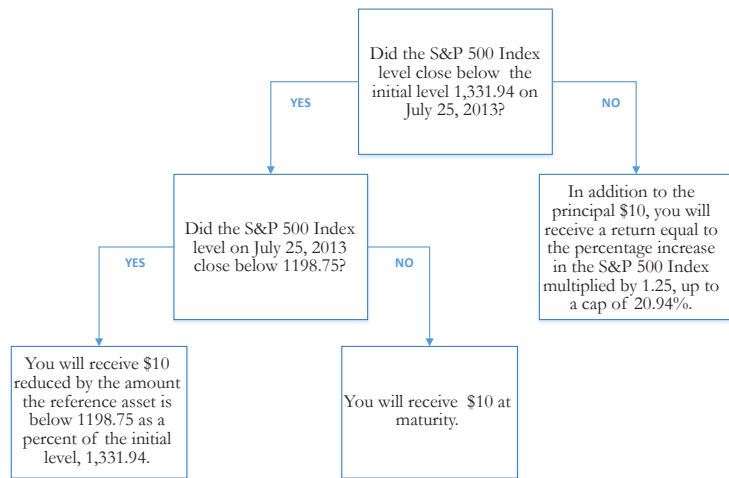 Did the S&P 500 Index
level close below the
initial level 1,331.94 on
July 25, 2013?
YES
NO
Did the S&P 500 Index
level on July 25, 2013
close below 1198.75?
In addition to the
principal $10, you will
receive a return equal to
the percentage increase
in the S&P 500 Index
multiplied by 1.25, up to
a cap of 20.94%.
YES
NO
You will receive $10
reduced by the amount
the reference asset is
below 1198.75 as a
percent of the initial
level, 1,331.94.
You will receive $10 at
maturity.